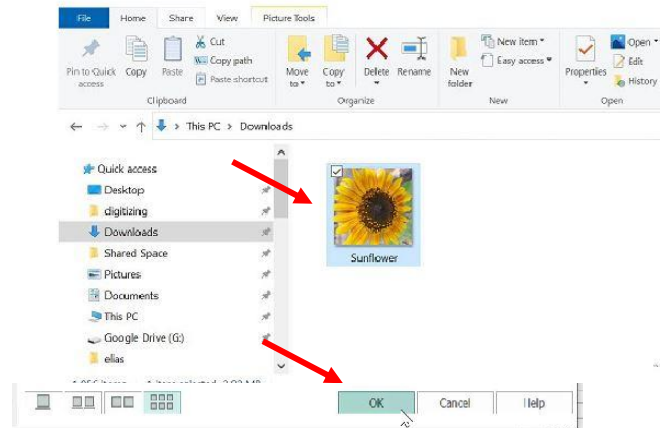 File Home Share View Picture Tools
Pin to Quick access
Copy
Paste
Cut
Copy path
Paste shortcut
Clipboard
Move to
Copy to
Delete
Rename
Organize
New folder
New item
Easy access
New
Properties
Open
Edit
History
Open
This PC > Downloads
Quick access
Desktop
digitizing
Downloads
Shared Space
Pictures
Documents
This PC
Google Drive (G:)
elias
Sunflower
OK Cancel Help